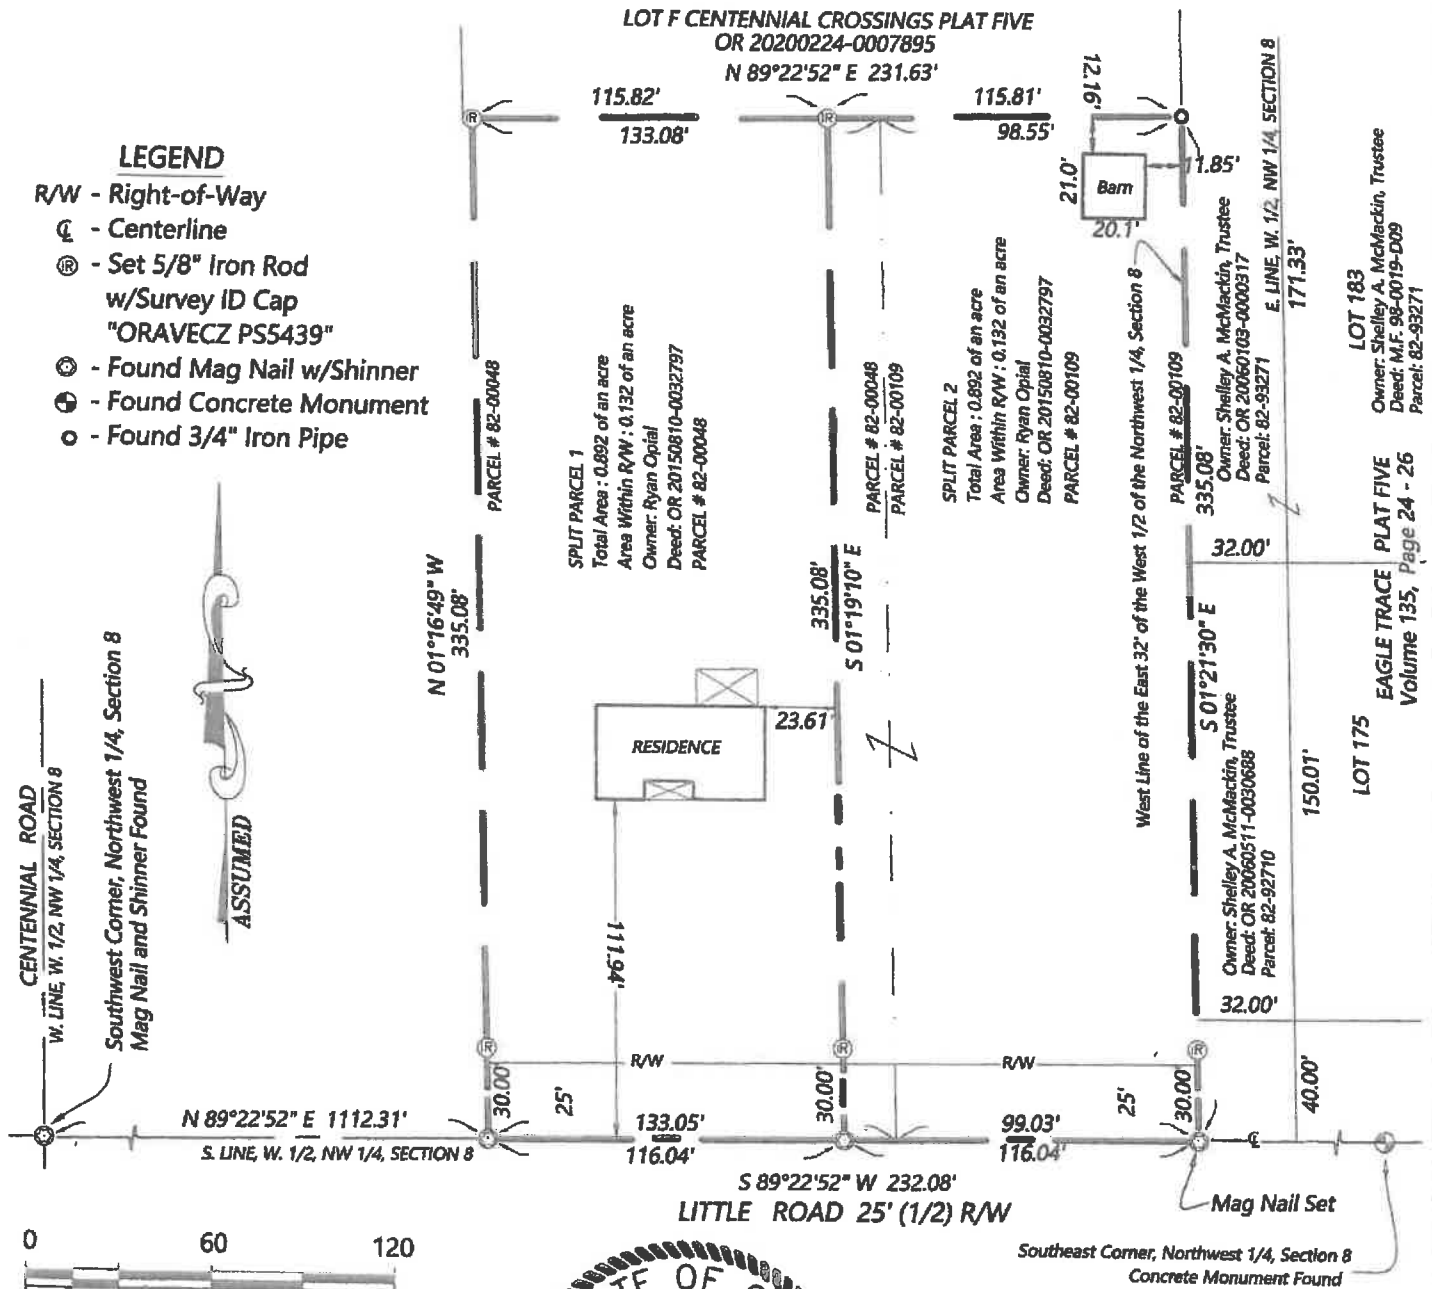 LOT F CENTENNIAL CROSSINGS PLAT FIVE
OR 20200224-0007895
N 89°22'52" E 231.63'
115.82'
133.08'
115.81'
98.55'
12.16'
11.85'
21.0'
Barn
20.1'
LEGEND
R/W - Right-of-Way
℄ - Centerline
IR - Set 5/8" Iron Rod
w/Survey ID Cap
"ORAVECZ PS5439"
- Found Mag Nail w/Shinner
- Found Concrete Monument
- Found 3/4" Iron Pipe
IR
IR
PARCEL # 82-00048
N 01°16'49" W
335.08'
SPLIT PARCEL 1
Total Area : 0.892 of an acre
Area Within R/W : 0.132 of an acre
Owner: Ryan Opial
Deed: OR 20150810-0032797
PARCEL # 82-00048
335.08'
S 01°19'10" E
PARCEL # 82-00048
PARCEL # 82-00109
SPLIT PARCEL 2
Total Area : 0.892 of an acre
Area Within R/W : 0.132 of an acre
Owner: Ryan Opial
Deed: OR 20150810-0032797
PARCEL # 82-00109
West Line of the East 32' of the West 1/2 of the Northwest 1/4, Section 8
PARCEL # 82-00109
335.08'
S 01°21'30" E
Owner: Shelley A. McMackin, Trustee
Deed: OR 20060103-0000317
Parcel: 82-93271
E. LINE, W. 1/2, NW 1/4, SECTION 8
171.33'
LOT 183
Owner: Shelley A. McMackin, Trustee
Deed: M.F. 98-0019-D09
Parcel: 82-93271
32.00'
EAGLE TRACE PLAT FIVE
Volume 135, Page 24 - 26
LOT 175
150.01'
Owner: Shelley A. McMackin, Trustee
Deed: OR 20060511-0030688
Parcel: 82-92710
32.00'
40.00'
RESIDENCE
23.61'
111.94'
ASSUMED
CENTENNIAL ROAD
W. LINE, W. 1/2, NW 1/4, SECTION 8
Southwest Corner, Northwest 1/4, Section 8
Mag Nail and Shinner Found
IR
IR
IR
R/W
R/W
30.00'
25'
30.00'
25'
30.00'
N 89°22'52" E 1112.31'
S. LINE, W. 1/2, NW 1/4, SECTION 8
133.05'
116.04'
99.03'
116.04'
℄
S 89°22'52" W 232.08'
LITTLE ROAD 25' (1/2) R/W
Mag Nail Set
Southeast Corner, Northwest 1/4, Section 8
Concrete Monument Found
0 60 120
TE OF